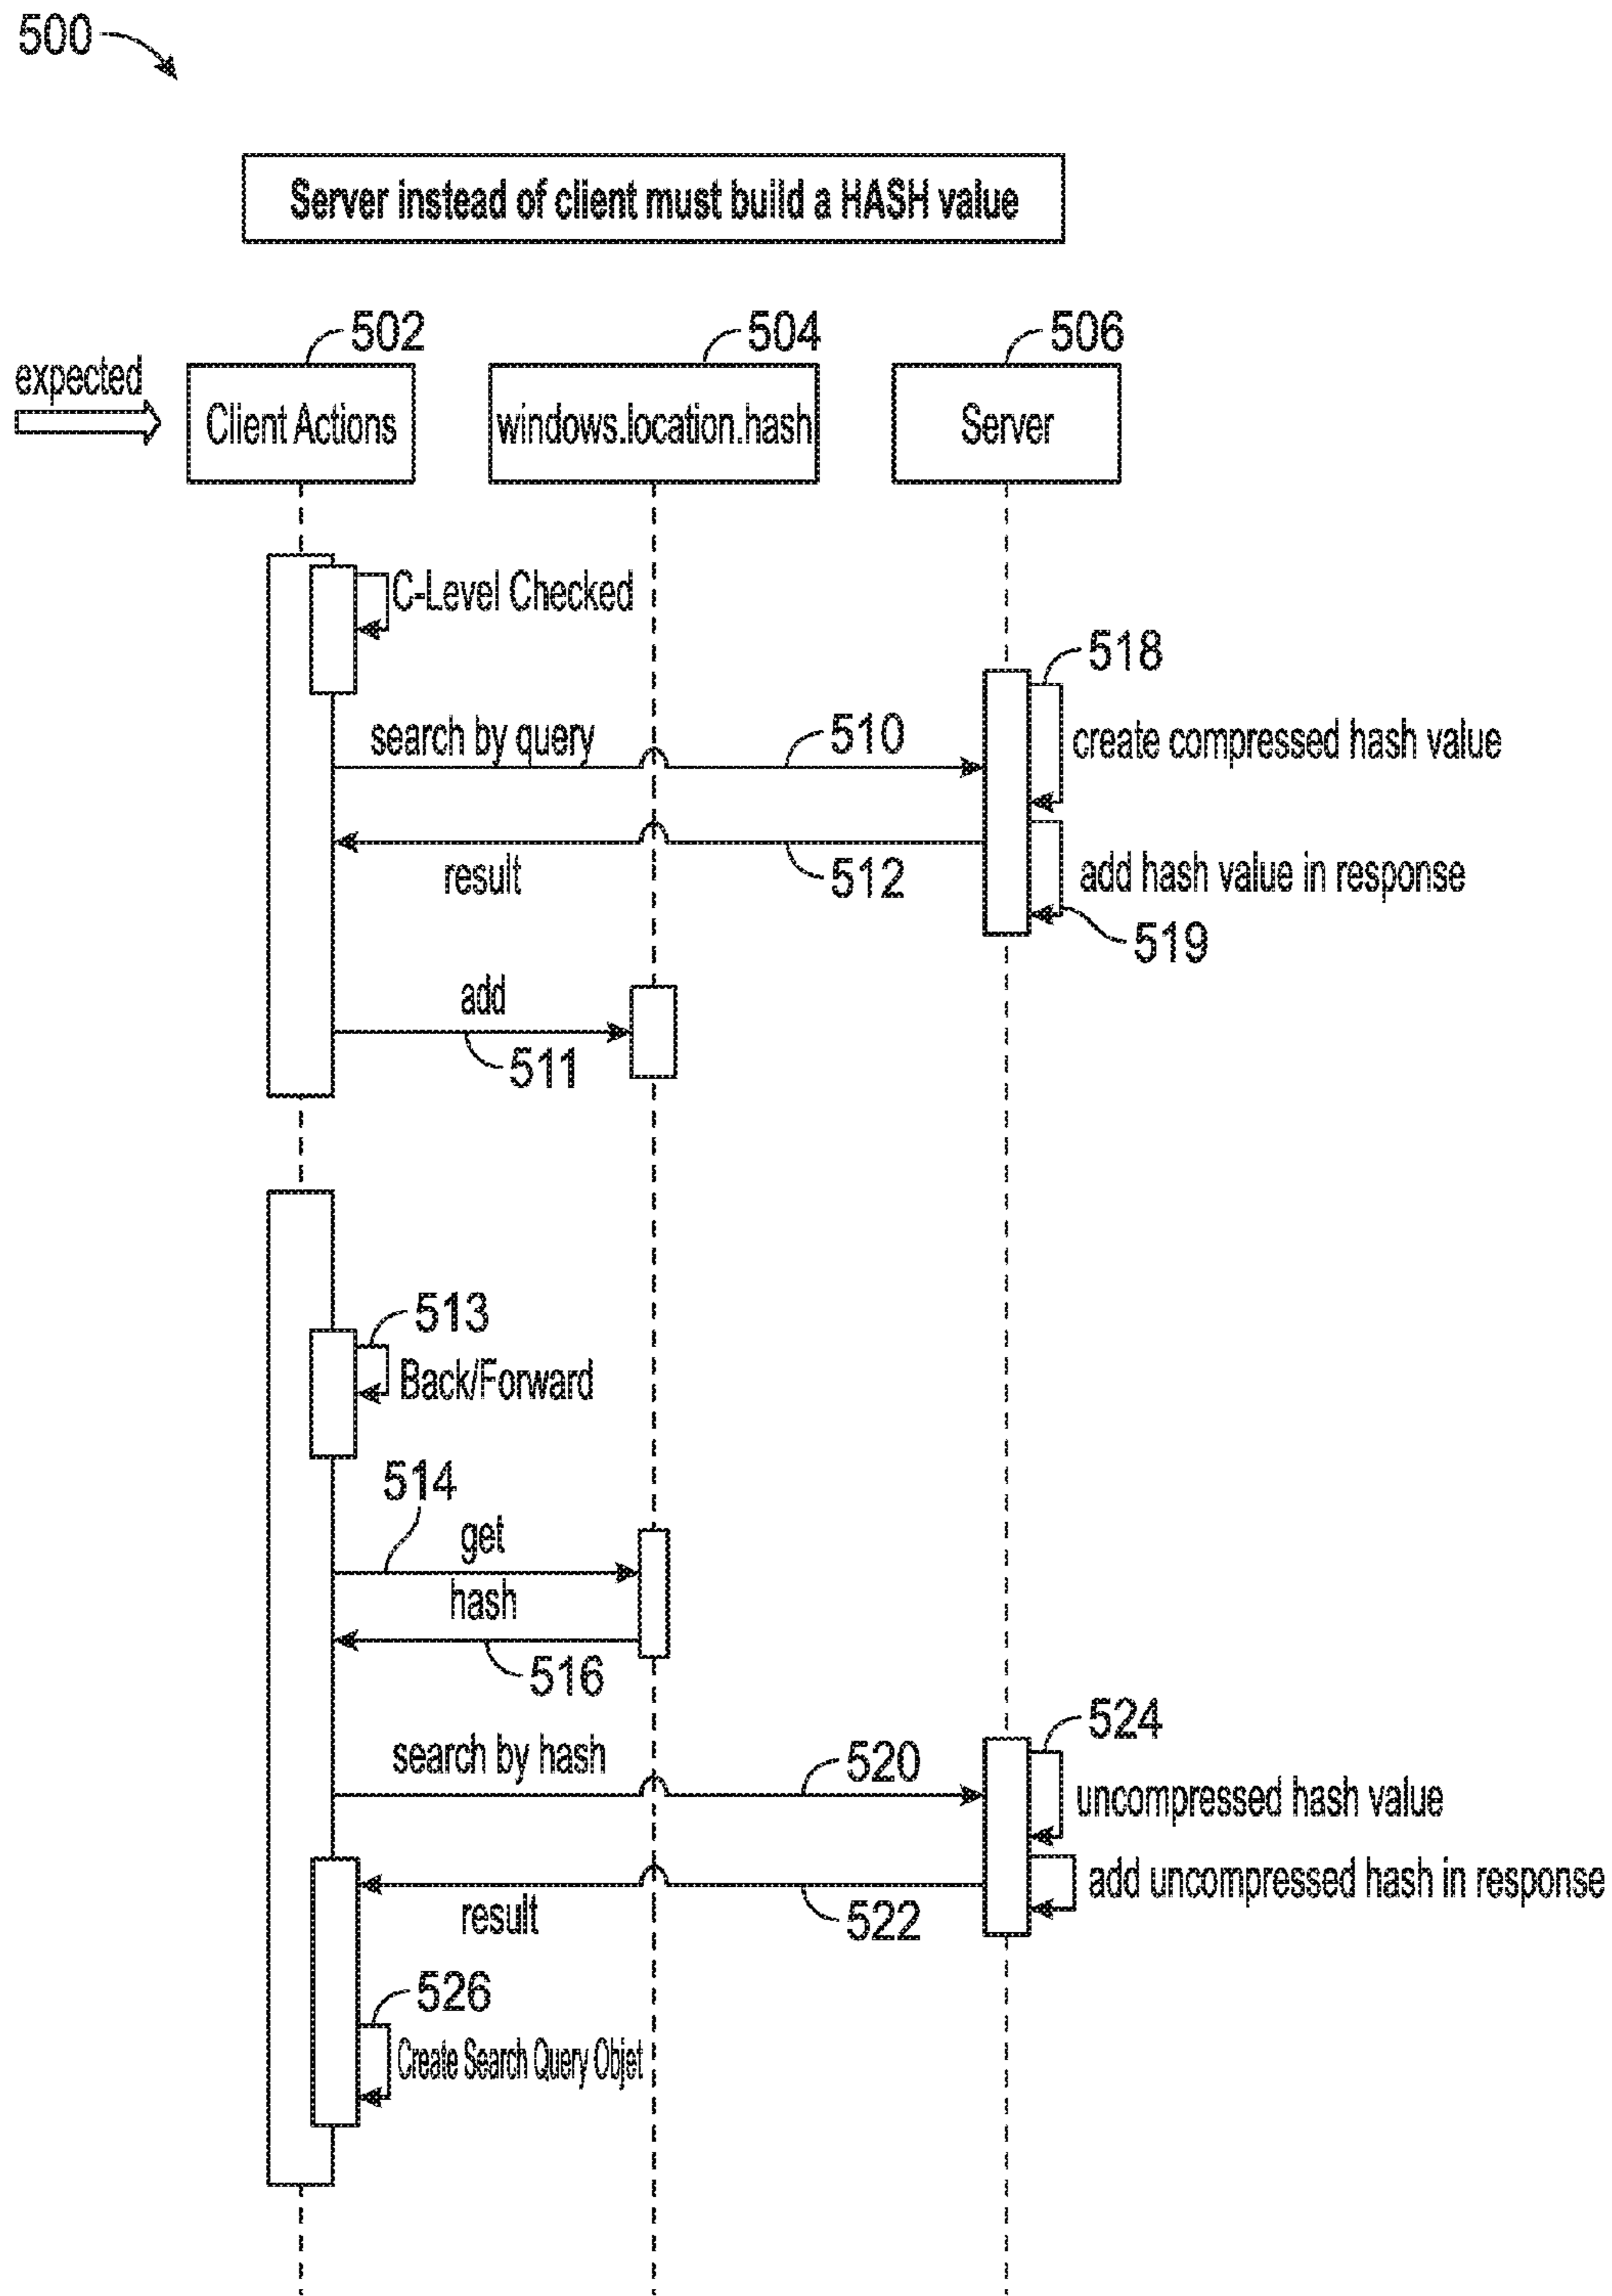 500
Server instead of client must build a HASH value
expected
502
504
506
Client Actions
windows.location.hash
Server
C-Level Checked
518
search by query
510
create compressed hash value
result
512
add hash value in response
519
add
511
513
Back/Forward
514
get
hash
516
524
search by hash
520
uncompressed hash value
add uncompressed hash in response
result
522
526
Create Search Query Objet